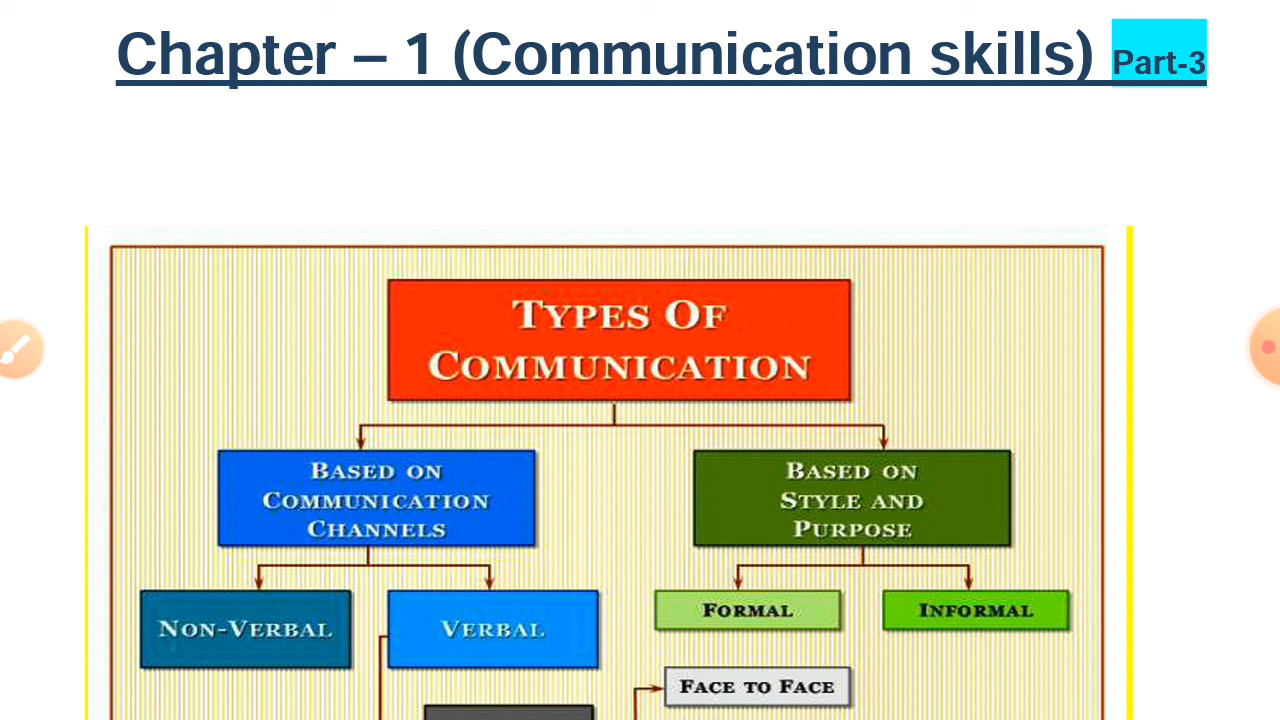 Chapter – 1 (Communication skills) Part-3
TYPES OF
COMMUNICATION
BASED ON
COMMUNICATION
CHANNELS
BASED ON
STYLE AND
PURPOSE
NON-VERBAL
VERBAL
FORMAL
INFORMAL
FACE TO FACE